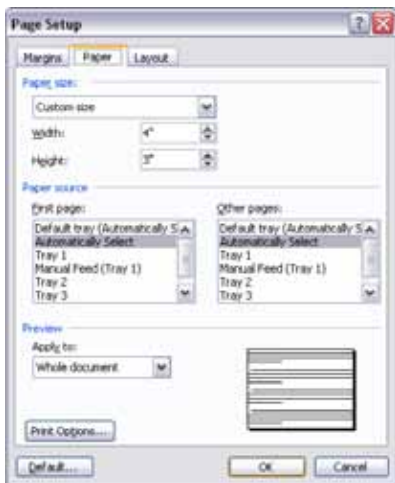 Page Setup
Margins Paper Layout
Paper size:
Custom size
Width: 4"
Height: 3"
Paper source
First page: Other pages:
Default tray (Automatically S Default tray (Automatically S
Automatically Select Automatically Select
Tray 1 Tray 1
Manual Feed (Tray 1) Manual Feed (Tray 1)
Tray 2 Tray 2
Tray 3 Tray 3
Preview
Apply to:
Whole document
Print Options...
Default... OK Cancel